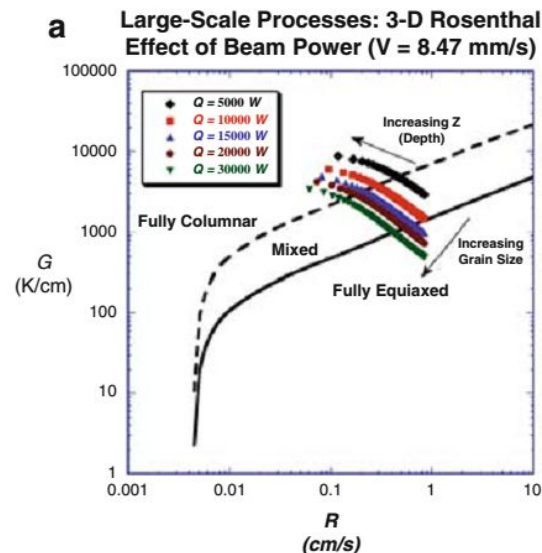 a
Large-Scale Processes: 3-D Rosenthal
Effect of Beam Power (V = 8.47 mm/s)
100000
10000
1000
100
10
1
G
(K/cm)
Q = 5000 W
Q = 10000 W
Q = 15000 W
Q = 20000 W
Q = 30000 W
Increasing Z
(Depth)
Fully Columnar
Mixed
Increasing
Grain Size
Fully Equiaxed
0.001
0.01
0.1
1
10
R
(cm/s)